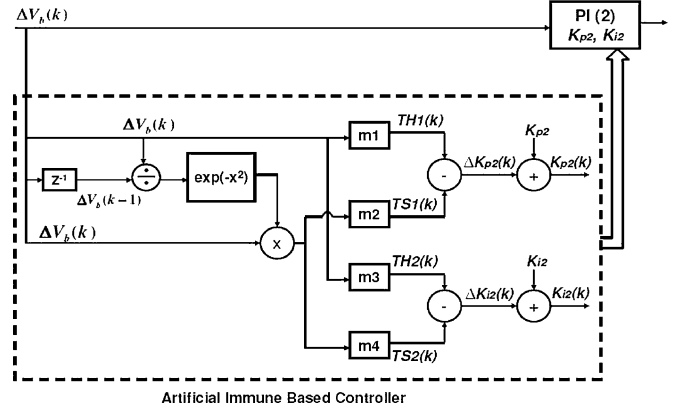 ΔV_b(k)
PI (2)
K_p2, K_i2
ΔV_b(k)
m1
TH1(k)
K_p2
z⁻¹
÷
exp(-x²)
-
ΔK_p2(k)
+
K_p2(k)
ΔV_b(k-1)
m2
TS1(k)
ΔV_b(k)
x
m3
TH2(k)
K_i2
-
ΔK_i2(k)
+
K_i2(k)
m4
TS2(k)
Artificial Immune Based Controller